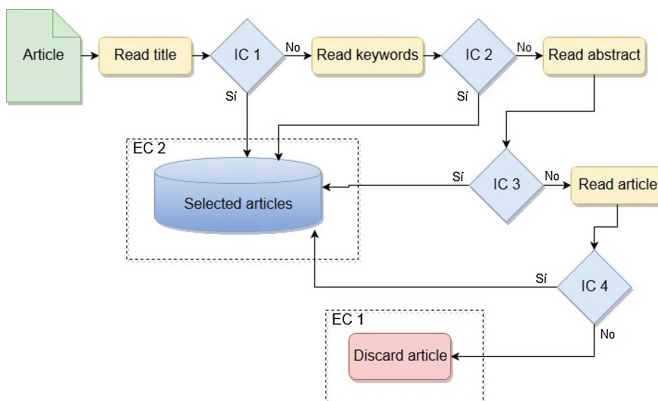 Article
Read title
IC 1
No
Read keywords
IC 2
No
Read abstract
Sí
Sí
EC 2
Selected articles
Sí
IC 3
No
Read article
Sí
IC 4
No
EC 1
Discard article